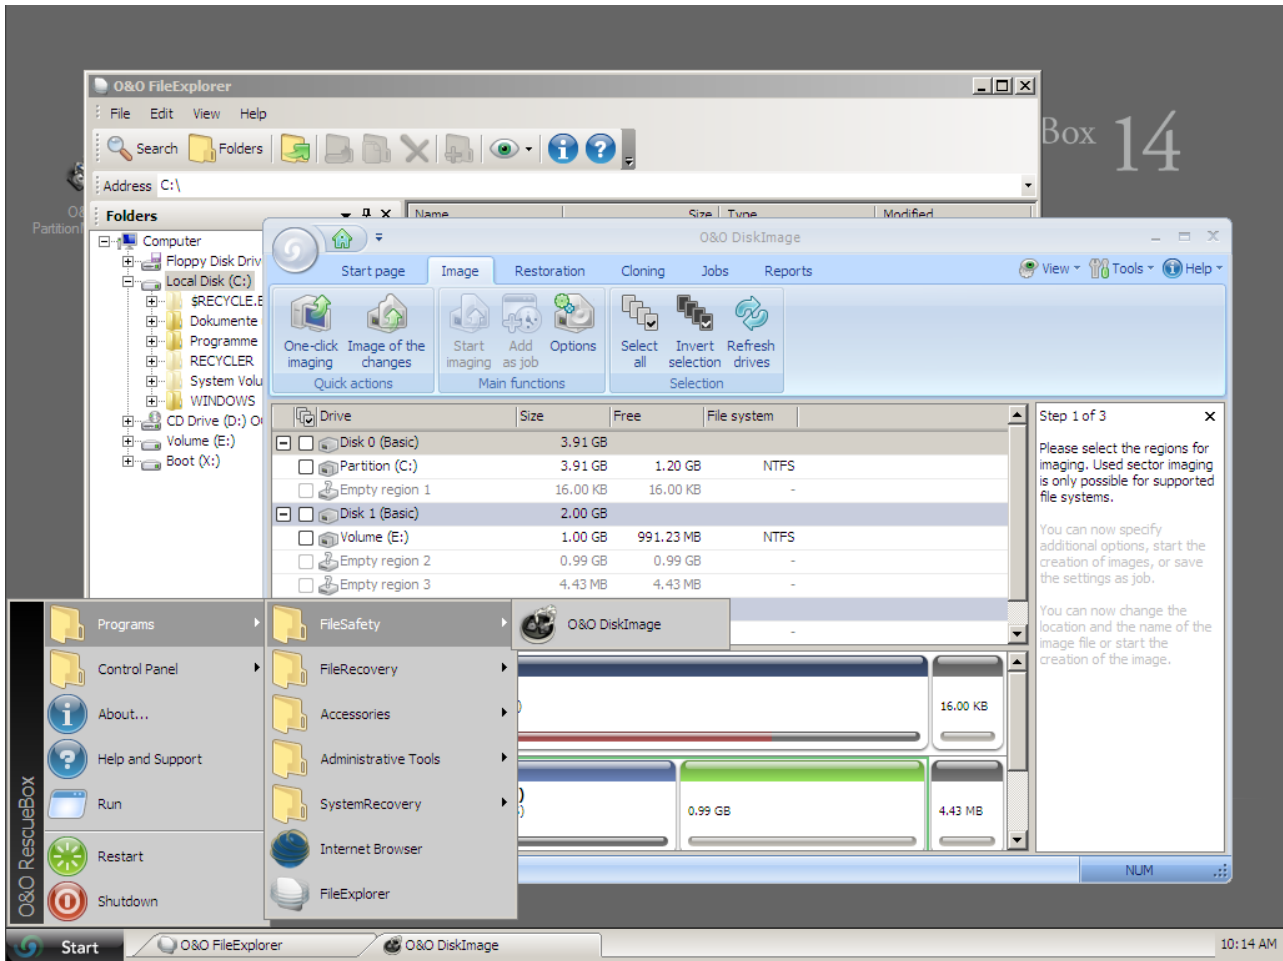 O&O FileExplorer
File Edit View Help
Search Folders
Address C:\
Folders
Name Size Type Modified
Computer
Floppy Disk Driv
Local Disk (C:)
$RECYCLE.B
Dokumente
Programme
RECYCLER
System Volu
WINDOWS
CD Drive (D:) O
Volume (E:)
Boot (X:)
Box 14
O&
Partition
O&O DiskImage
Start page Image Restoration Cloning Jobs Reports
View Tools Help
One-click imaging
Image of the changes
Quick actions
Start imaging
Add as job
Options
Main functions
Select all
Invert selection
Refresh drives
Selection
Drive Size Free File system
Disk 0 (Basic) 3.91 GB
Partition (C:) 3.91 GB 1.20 GB NTFS
Empty region 1 16.00 KB 16.00 KB -
Disk 1 (Basic) 2.00 GB
Volume (E:) 1.00 GB 991.23 MB NTFS
Empty region 2 0.99 GB 0.99 GB -
Empty region 3 4.43 MB 4.43 MB -
-
Step 1 of 3
Please select the regions for
imaging. Used sector imaging
is only possible for supported
file systems.
You can now specify
additional options, start the
creation of images, or save
the settings as job.
You can now change the
location and the name of the
image file or start the
creation of the image.
16.00 KB
0.99 GB
4.43 MB
NUM
O&O RescueBox
Programs
Control Panel
About...
Help and Support
Run
Restart
Shutdown
FileSafety
FileRecovery
Accessories
Administrative Tools
SystemRecovery
Internet Browser
FileExplorer
O&O DiskImage
Start
O&O FileExplorer
O&O DiskImage
10:14 AM